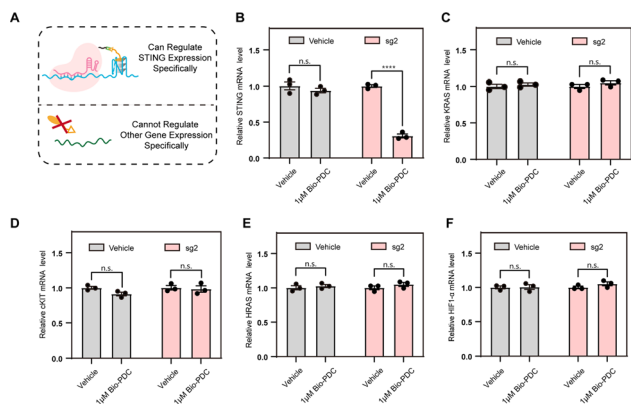 A
Can Regulate
STING Expression
Specifically
Cannot Regulate
Other Gene Expression
Specifically
B
Vehicle
sg2
Relative STING mRNA level
1.5
1.0
0.5
0.0
n.s.
****
Vehicle
1μM Bio-PDC
Vehicle
1μM Bio-PDC
C
Vehicle
sg2
Relative KRAS mRNA level
1.5
1.0
0.5
0.0
n.s.
n.s.
Vehicle
1μM Bio-PDC
Vehicle
1μM Bio-PDC
D
Vehicle
sg2
Relative cKIT mRNA level
1.5
1.0
0.5
0.0
n.s.
n.s.
Vehicle
1μM Bio-PDC
Vehicle
1μM Bio-PDC
E
Vehicle
sg2
Relative HRAS mRNA level
1.5
1.0
0.5
0.0
n.s.
n.s.
Vehicle
1μM Bio-PDC
Vehicle
1μM Bio-PDC
F
Vehicle
sg2
Relative HIF1-α mRNA level
1.5
1.0
0.5
0.0
n.s.
n.s.
Vehicle
1μM Bio-PDC
Vehicle
1μM Bio-PDC